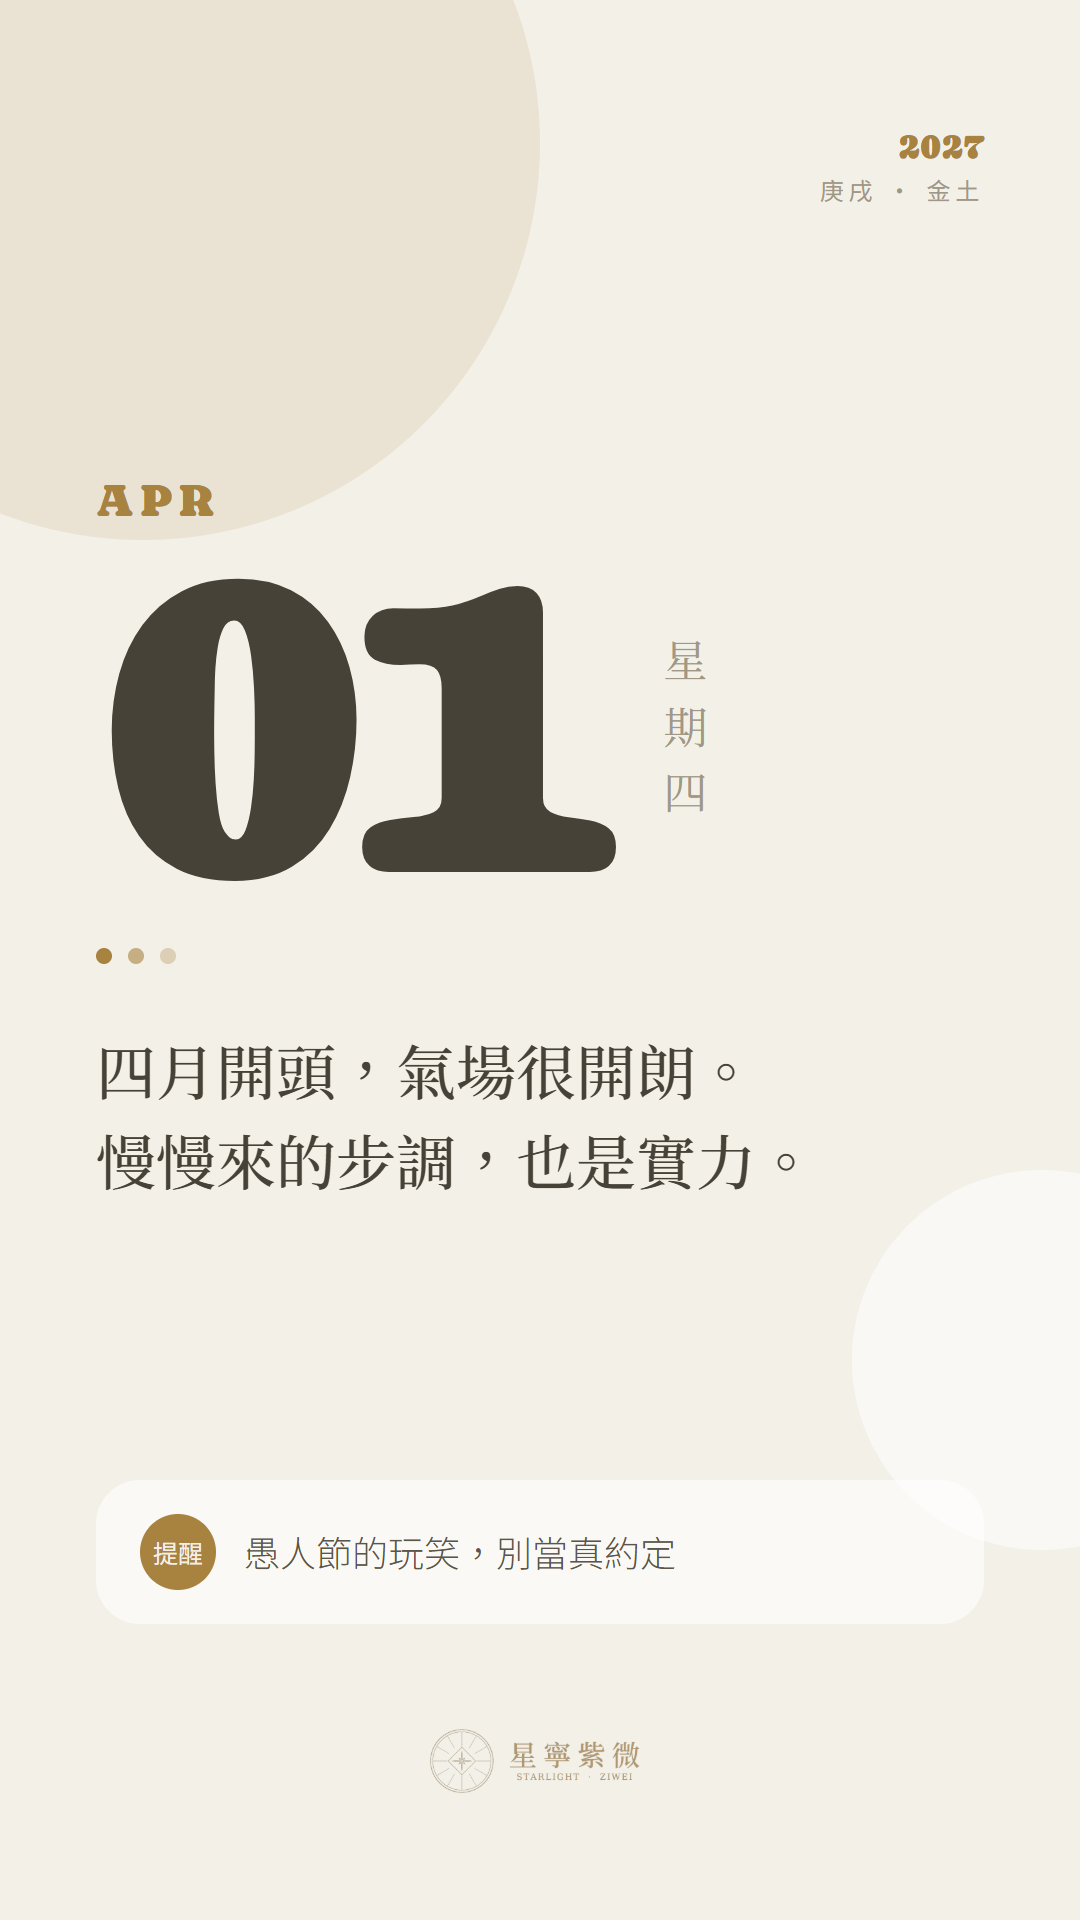 2027
庚戌 · 金土
APR
01
星期四
四月開頭，氣場很開朗。
慢慢來的步調，也是實力。
提醒
愚人節的玩笑，別當真約定
星寧紫微
STARLIGHT · ZIWEI